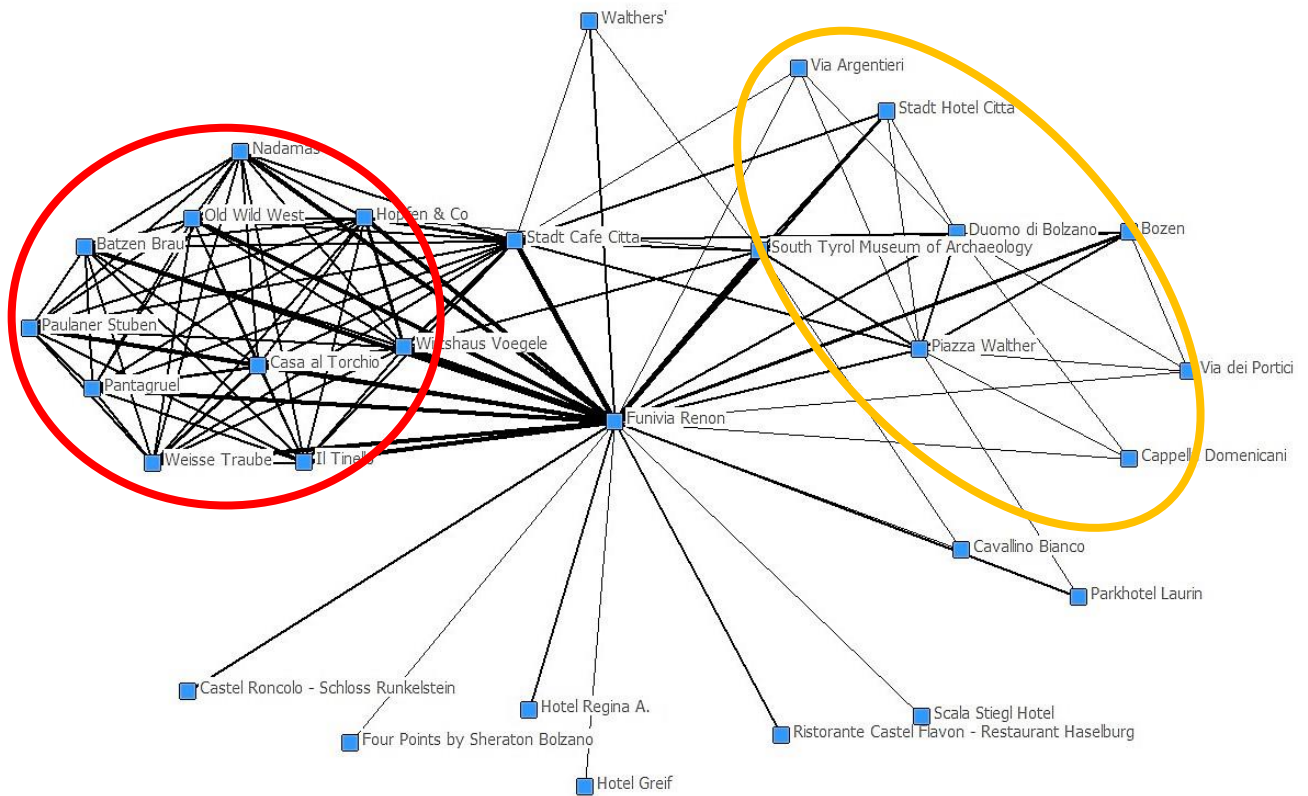 Walthers'
Via Argentieri
Stadt Hotel Citta
Nadamas
Old Wild West
Hopfen & Co
Batzen Brau
Stadt Cafe Citta
Duomo di Bolzano
Bozen
South Tyrol Museum of Archaeology
Paulaner Stuben
Wirtshaus Voegele
Piazza Walther
Casa al Torchio
Via dei Portici
Pantagruel
Funivia Renon
Weisse Traube
Il Tinello
Cappella Domenicani
Cavallino Bianco
Parkhotel Laurin
Castel Roncolo - Schloss Runkelstein
Hotel Regina A.
Scala Stiegl Hotel
Four Points by Sheraton Bolzano
Ristorante Castel Flavon - Restaurant Haselburg
Hotel Greif